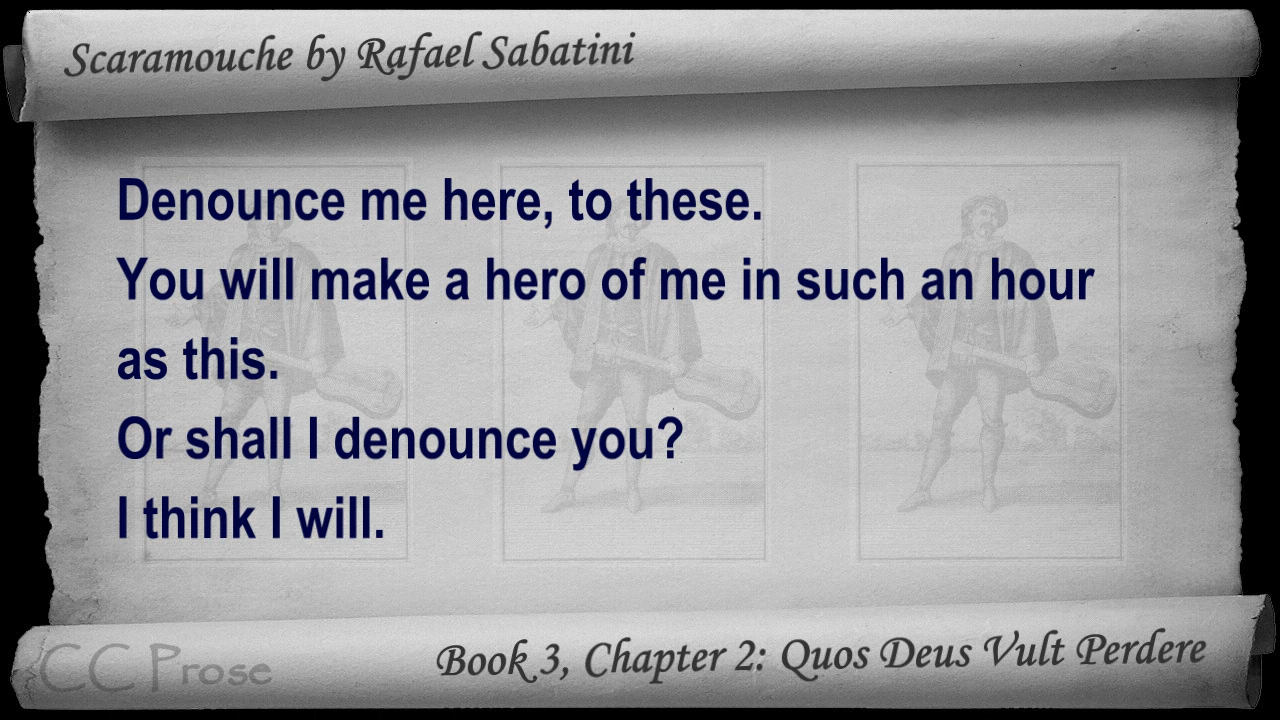 Scaramouche by Rafael Sabatini
Denounce me here, to these.
You will make a hero of me in such an hour
as this.
Or shall I denounce you?
I think I will.
CC Prose
Book 3, Chapter 2: Quos Deus Vult Perdere